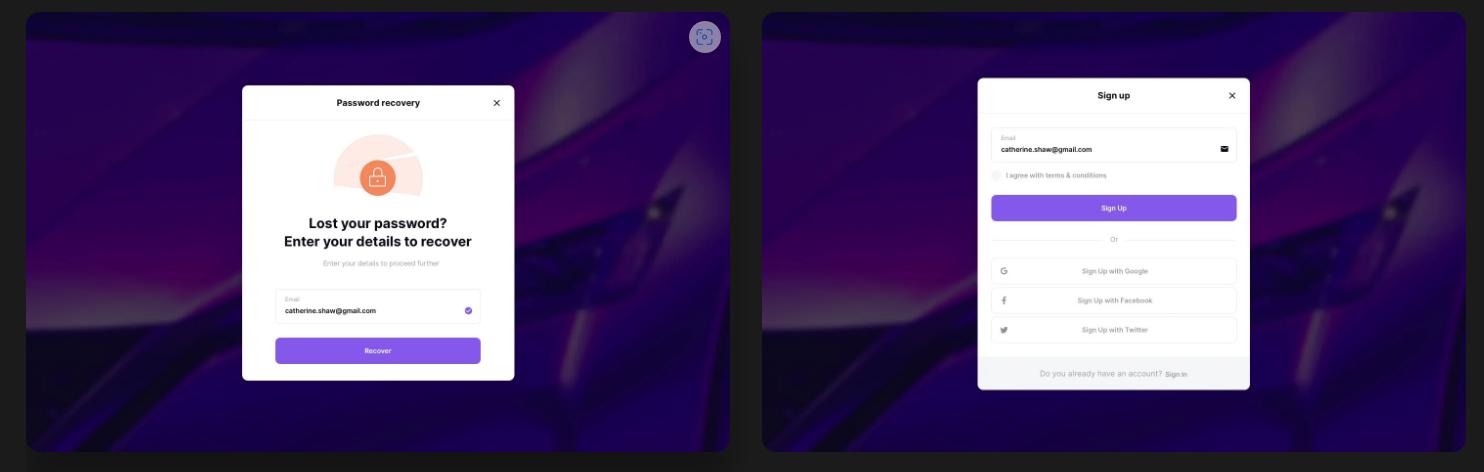 Password recovery
Lost your password?
Enter your details to recover
Enter your details to proceed further
Email
catherine.shaw@gmail.com
Recover
Sign up
Email
catherine.shaw@gmail.com
I agree with terms & conditions
Sign Up
Or
Sign Up with Google
Sign Up with Facebook
Sign Up with Twitter
Do you already have an account? Sign In